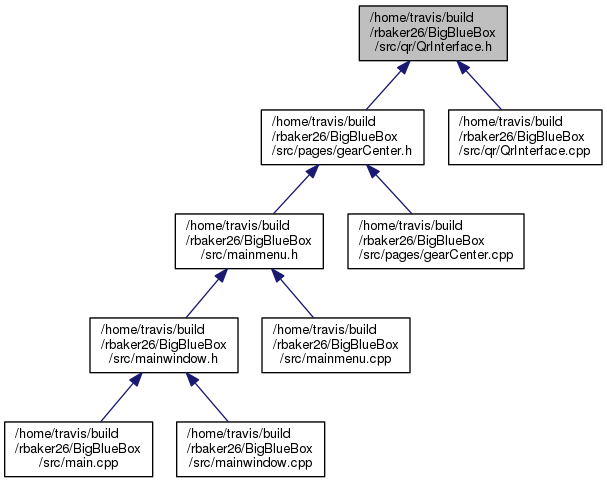 /home/travis/build
/rbaker26/BigBlueBox
/src/qr/QrInterface.h
/home/travis/build
/rbaker26/BigBlueBox
/src/pages/gearCenter.h
/home/travis/build
/rbaker26/BigBlueBox
/src/qr/QrInterface.cpp
/home/travis/build
/rbaker26/BigBlueBox
/src/mainmenu.h
/home/travis/build
/rbaker26/BigBlueBox
/src/pages/gearCenter.cpp
/home/travis/build
/rbaker26/BigBlueBox
/src/mainwindow.h
/home/travis/build
/rbaker26/BigBlueBox
/src/mainmenu.cpp
/home/travis/build
/rbaker26/BigBlueBox
/src/main.cpp
/home/travis/build
/rbaker26/BigBlueBox
/src/mainwindow.cpp